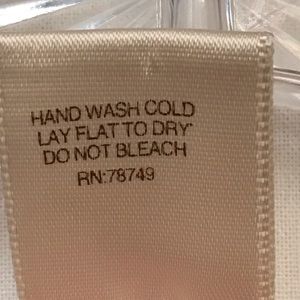 HAND WASH COLD
LAY FLAT TO DRY
DO NOT BLEACH
RN:78749